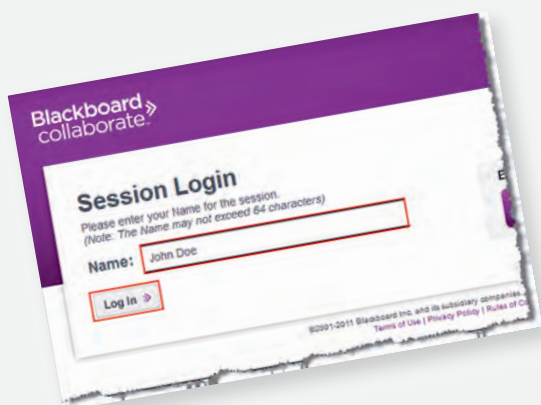 Blackboard
collaborate™
Session Login
Please enter your Name for the session.
(Note: The Name may not exceed 64 characters)
Name: John Doe
Log In
©2001-2011 Blackboard Inc. and its subsidiary companies.
Terms of Use | Privacy Policy | Rules of